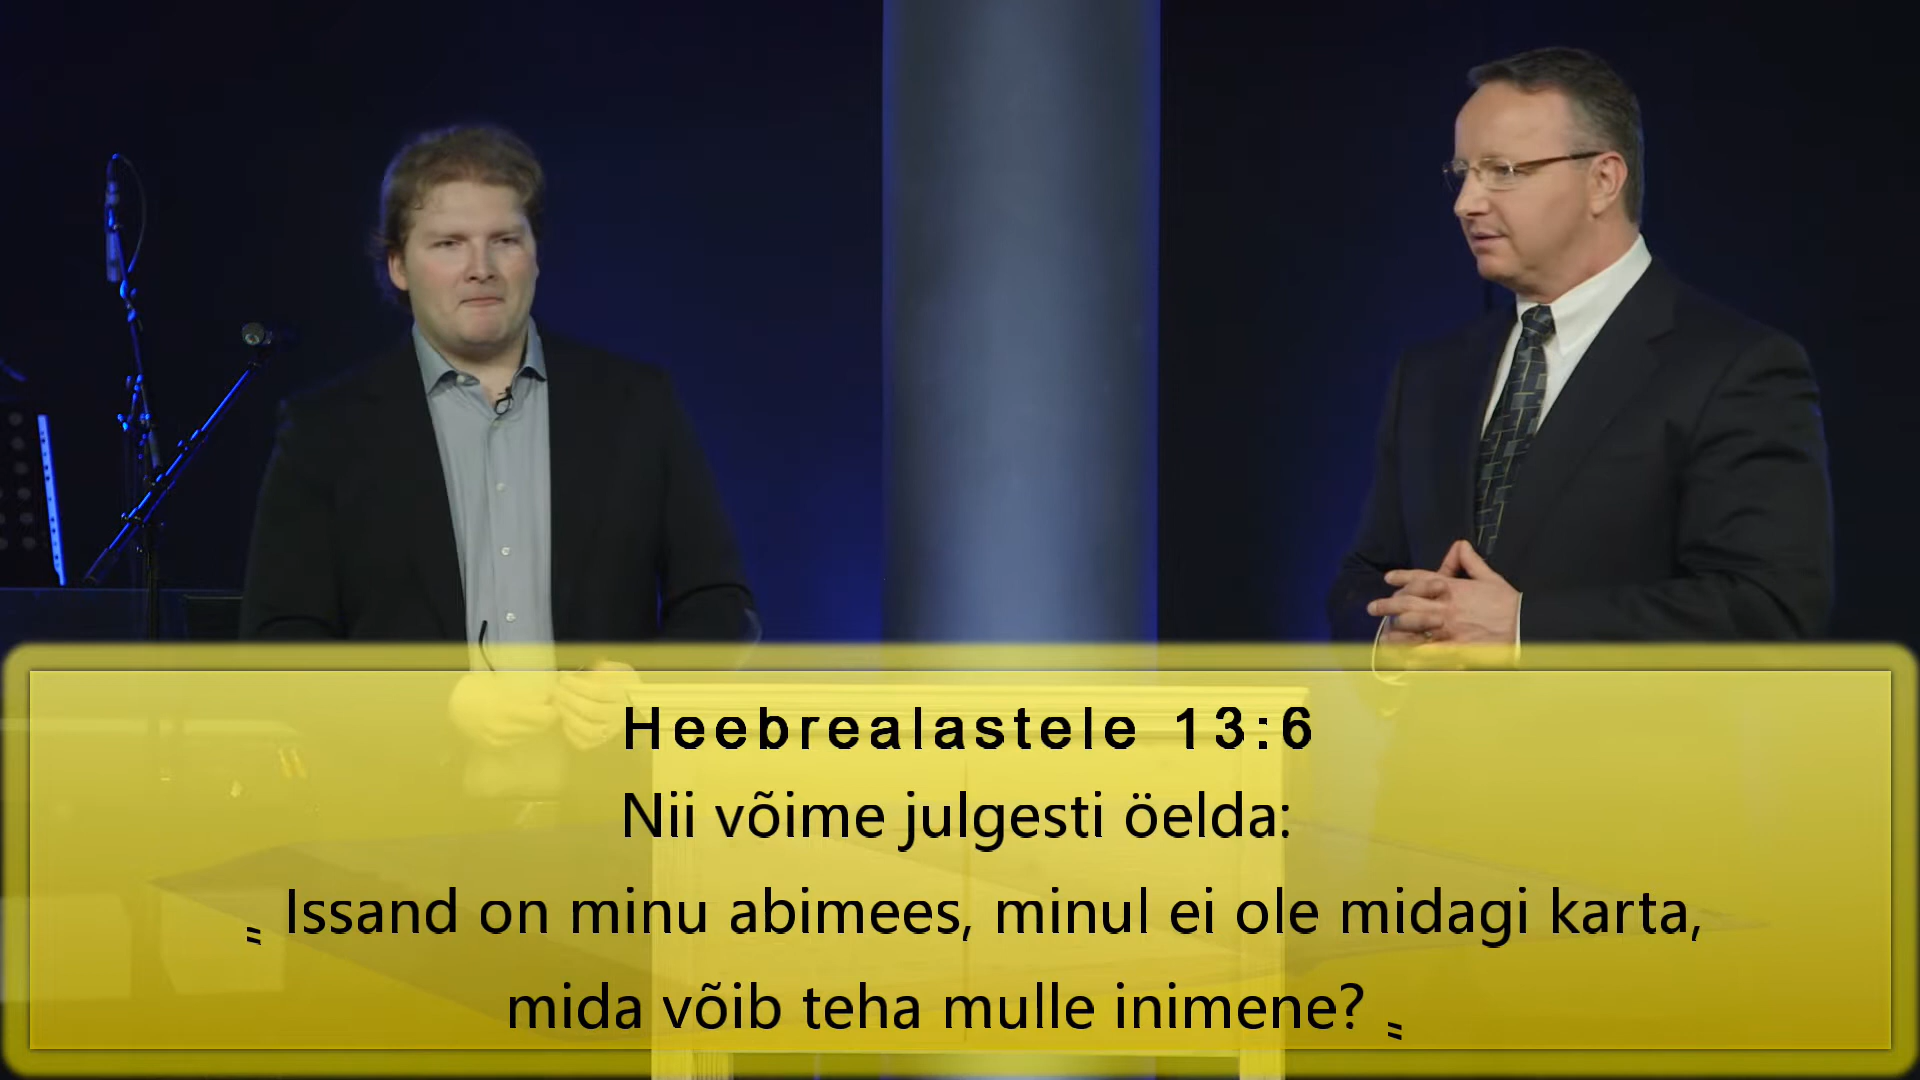 Heebrealastele 13:6
Nii võime julgesti öelda:
„ Issand on minu abimees, minul ei ole midagi karta,
mida võib teha mulle inimene? „